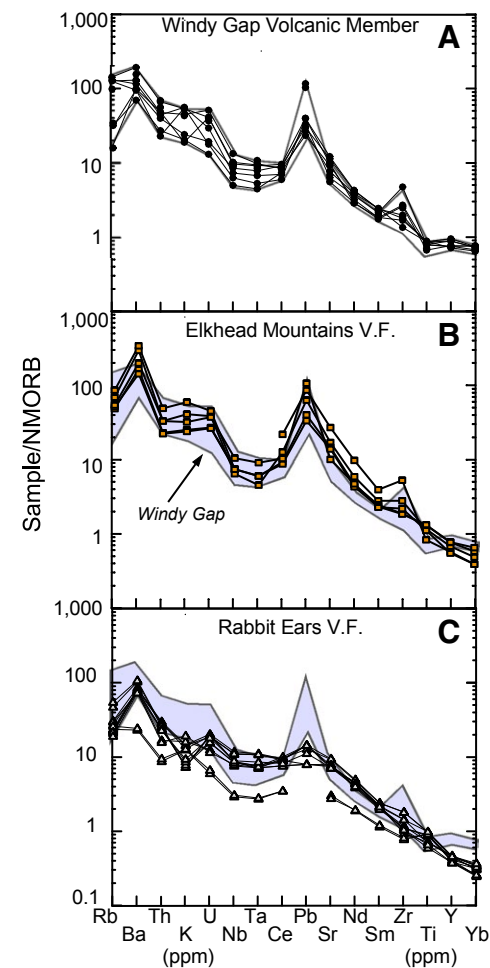 1,000
Windy Gap Volcanic Member
A
100
10
1
1,000
Elkhead Mountains V.F.
B
100
10
Windy Gap
1
Sample/NMORB
1,000
Rabbit Ears V.F.
C
100
10
1
0.1
Rb Th U Ta Pb Nd Zr Y
Ba K Nb Ce Sr Sm Ti Yb
(ppm) (ppm)